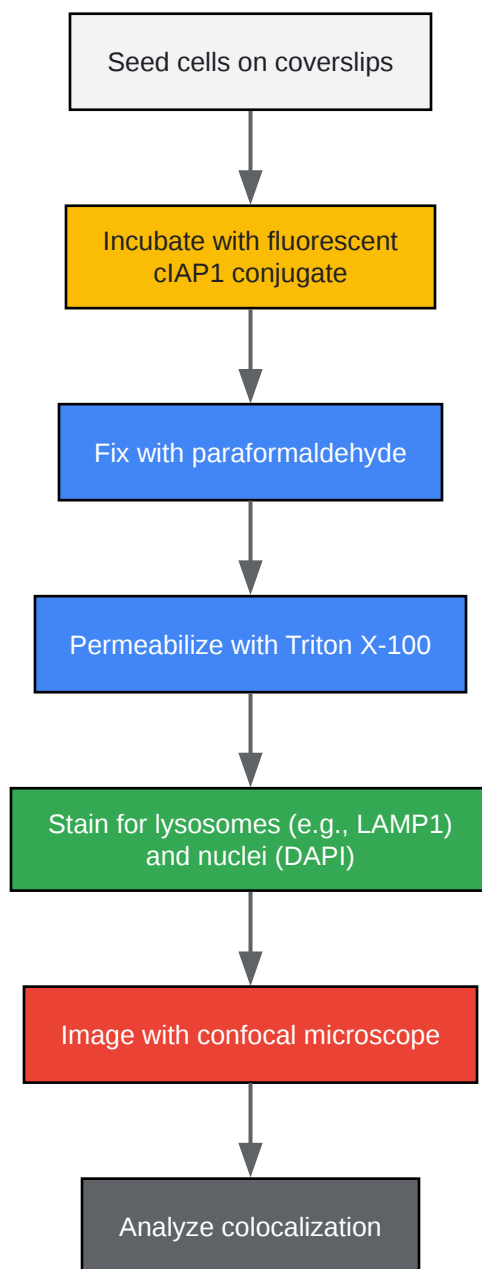 Seed cells on coverslips
Incubate with fluorescent
cIAP1 conjugate
Fix with paraformaldehyde
Permeabilize with Triton X-100
Stain for lysosomes (e.g., LAMP1)
and nuclei (DAPI)
Image with confocal microscope
Analyze colocalization